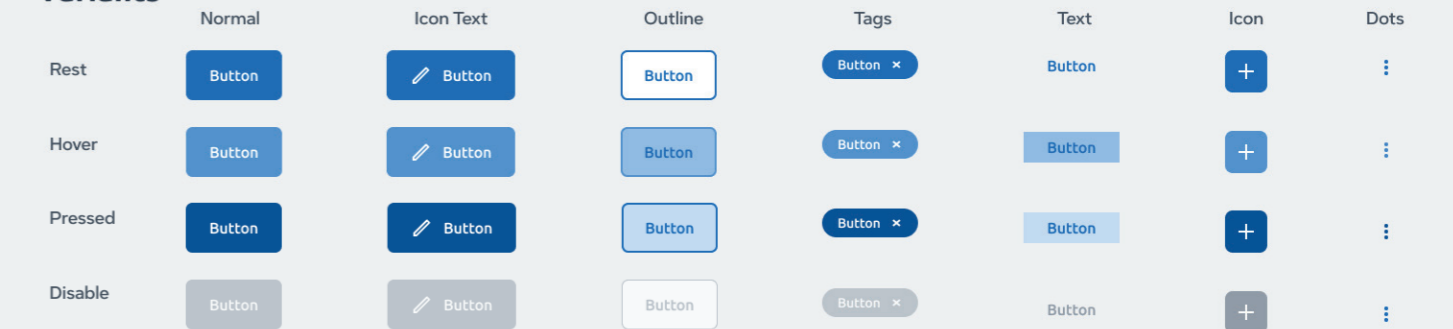 Normal Icon Text Outline Tags Text Icon Dots
Rest Button Button Button Button × Button +
Hover Button Button Button Button × Button +
Pressed Button Button Button Button × Button +
Disable Button Button Button Button × Button +